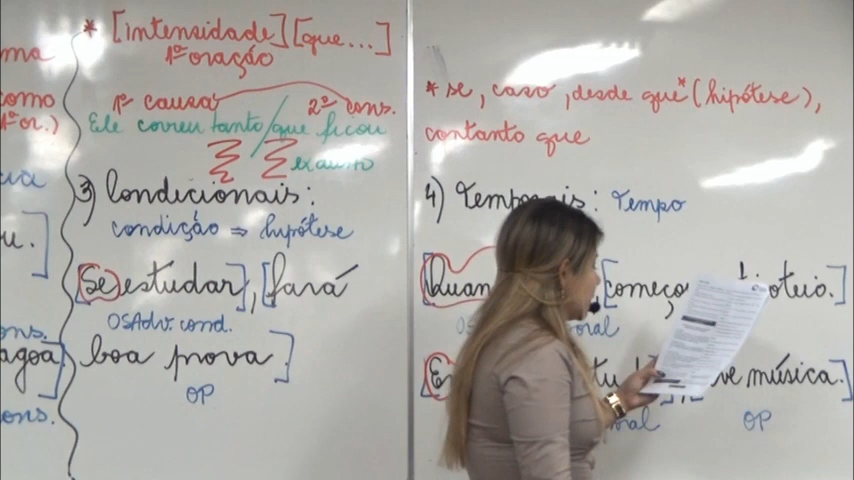 ma
como
1ª or.)
u.]
ons.
agoa]
ons.
* [intensidade] [que...]
1ª oração
1ª causa 2ª cons.
Ele correu tanto/que ficou
exausto
3) Condicionais:
condição ⇒ hipótese
[Se estudar], [fará
OSAdv. cond.
boa prova]
OP
* se, caso, desde que* (hipótese),
contanto que
4) Temporais: Tempo
[Quan , [começo
oral
música.]
oral OP